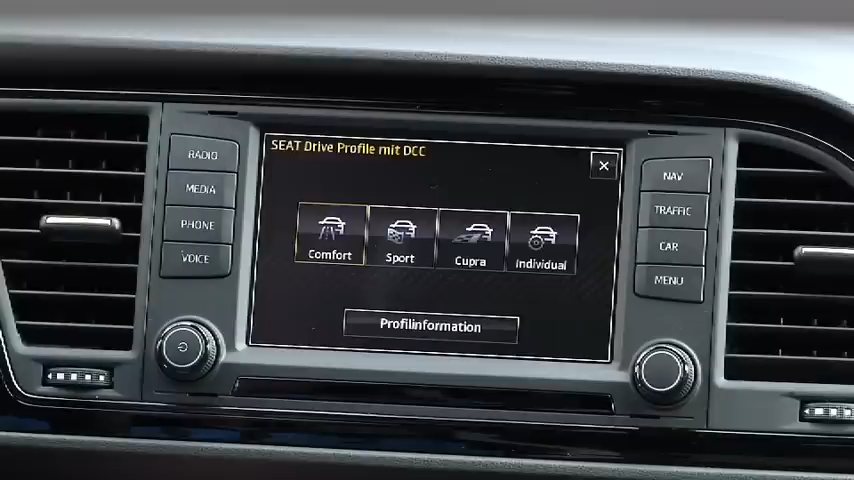 SEAT Drive Profile mit DCC
RADIO
MEDIA
PHONE
VOICE
Comfort
Sport
Cupra
Individual
Profilinformation
NAV
TRAFFIC
CAR
MENU